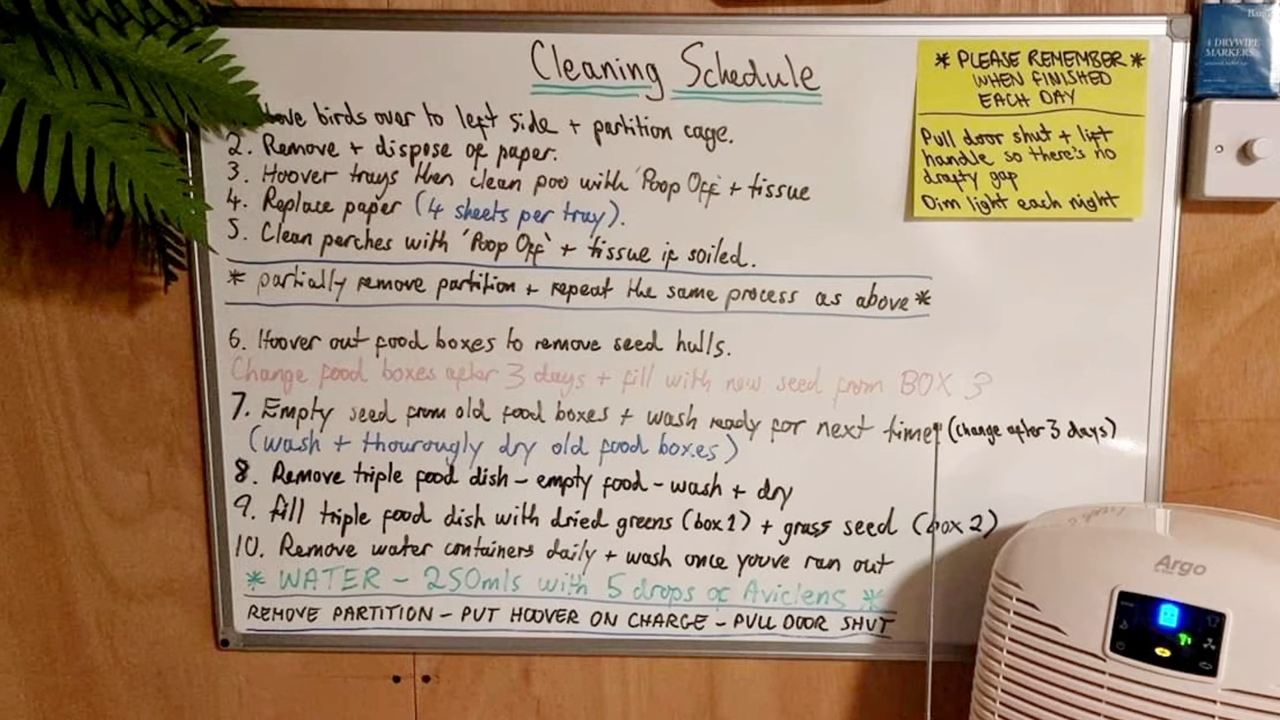 Cleaning Schedule
birds over to left side + partition cage.
2. Remove + dispose of paper.
3. Hoover trays then clean poo with 'Poop Off' + tissue
4. Replace paper (4 sheets per tray).
5. Clean perches with 'Poop Off' + tissue if soiled.
* partially remove partition + repeat the same process as above *
6. Hoover out food boxes to remove seed hulls.
Change food boxes after 3 days + fill with new seed from BOX 3
7. Empty seed from old food boxes + wash ready for next time (change after 3 days)
(wash + thourougly dry old food boxes)
8. Remove triple food dish - empty food - wash + dry
9. fill triple food dish with dried greens (box 1) + grass seed (box 2)
10. Remove water containers daily + wash once youve run out
* WATER - 250mls with 5 drops of Aviclens *
REMOVE PARTITION - PUT HOOVER ON CHARGE - PULL DOOR SHUT
* PLEASE REMEMBER *
WHEN FINISHED
EACH DAY
Pull door shut + lift
handle so there's no
drafty gap
Dim light each night
4 DRYWIPE
MARKERS
Argo